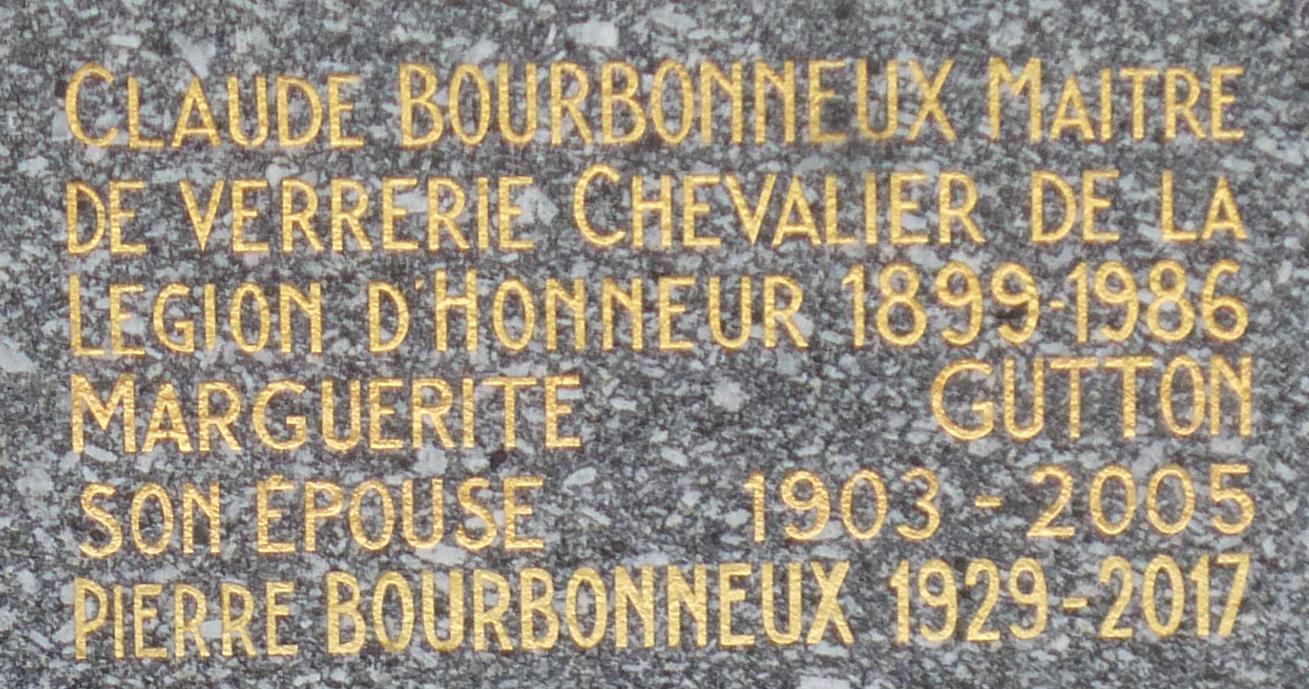 CLAUDE BOURBONNEUX MAITRE
DE VERRERIE CHEVALIER DE LA
LEGION D'HONNEUR 1899-1986
MARGUERITE GUTTON
SON ÉPOUSE 1903 - 2005
PIERRE BOURBONNEUX 1929-2017